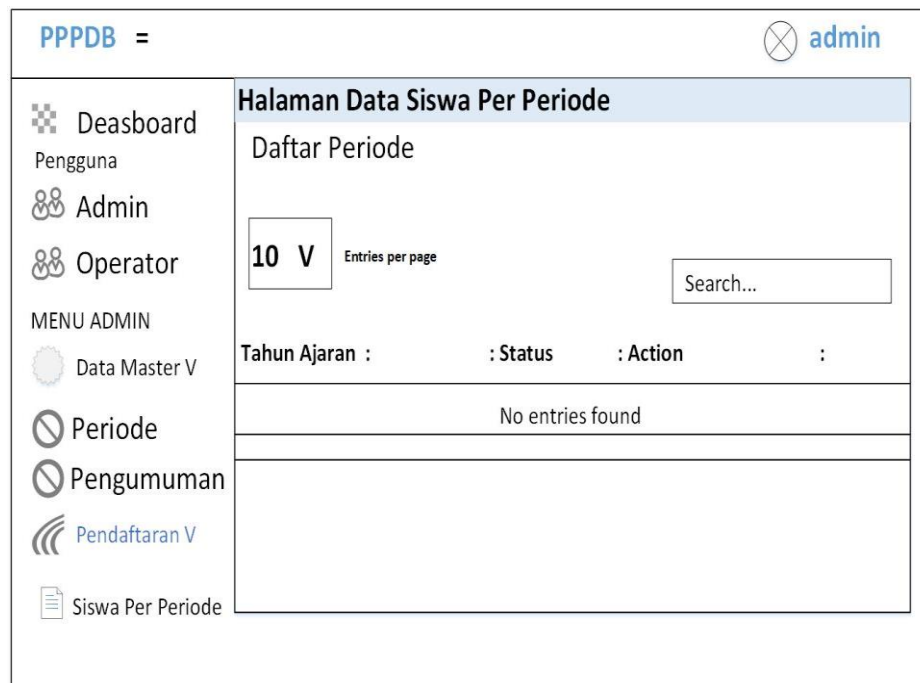 PPPDB =
admin
Deasboard
Pengguna
Admin
Operator
MENU ADMIN
Data Master V
Periode
Pengumuman
Pendaftaran V
Siswa Per Periode
Halaman Data Siswa Per Periode
Daftar Periode
10 V Entries per page
Search...
Tahun Ajaran : : Status : Action :
No entries found